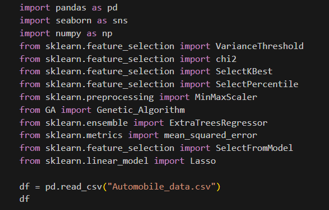 import pandas as pd
import seaborn as sns
import numpy as np
from sklearn.feature_selection import VarianceThreshold
from sklearn.feature_selection import chi2
from sklearn.feature_selection import SelectKBest
from sklearn.feature_selection import SelectPercentile
from sklearn.preprocessing import MinMaxScaler
from GA import Genetic_Algorithm
from sklearn.ensemble import ExtraTreesRegressor
from sklearn.metrics import mean_squared_error
from sklearn.feature_selection import SelectFromModel
from sklearn.linear_model import Lasso

df = pd.read_csv("Automobile_data.csv")
df